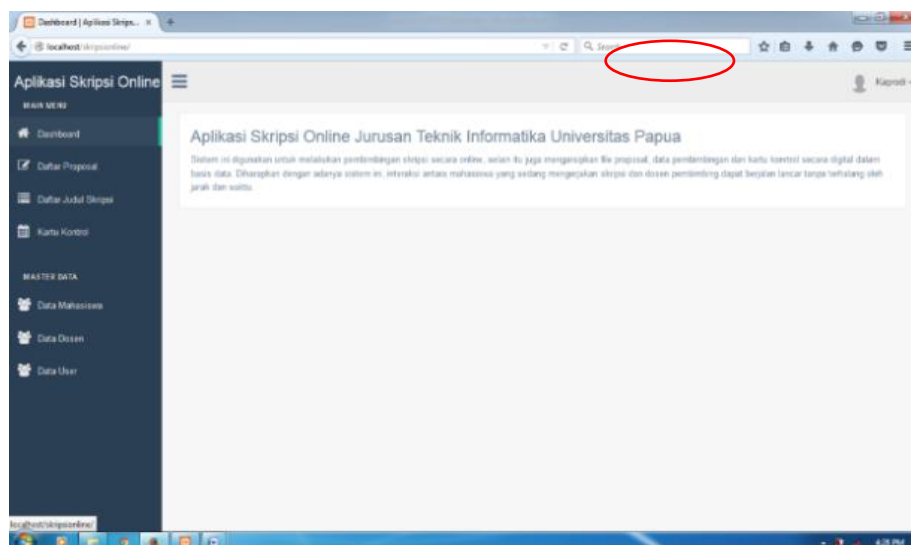 Dashboard | Aplikasi Skrips...
localhost/skripsionline/
Search
Aplikasi Skripsi Online
Kaprodi
MAIN MENU
Dashboard
Daftar Proposal
Daftar Judul Skripsi
Kartu Kontrol
MASTER DATA
Data Mahasiswa
Data Dosen
Data User
Aplikasi Skripsi Online Jurusan Teknik Informatika Universitas Papua
Sistem ini digunakan untuk melakukan pembimbingan skripsi secara online, selain itu juga mengarsipkan file proposal, data pembimbingan dan kartu kontrol secara digital dalam
basis data. Diharapkan dengan adanya sistem ini, interaksi antara mahasiswa yang sedang mengerjakan skripsi dan dosen pembimbing dapat berjalan lancar tanpa terhalang oleh
jarak dan waktu.
localhost/skripsionline/
4:28 PM